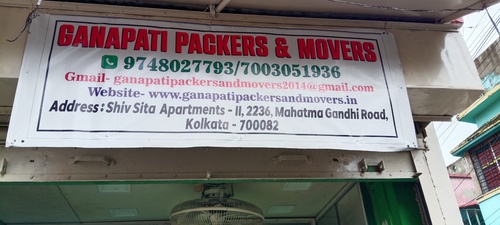 GANAPATI PACKERS & MOVERS
9748027793/7003051936
Gmail- ganapatipackersandmovers2014@gmail.com
Website- www.ganapatipackersandmovers.in
Address : Shiv Sita Apartments - II, 2236, Mahatma Gandhi Road,
Kolkata - 700082